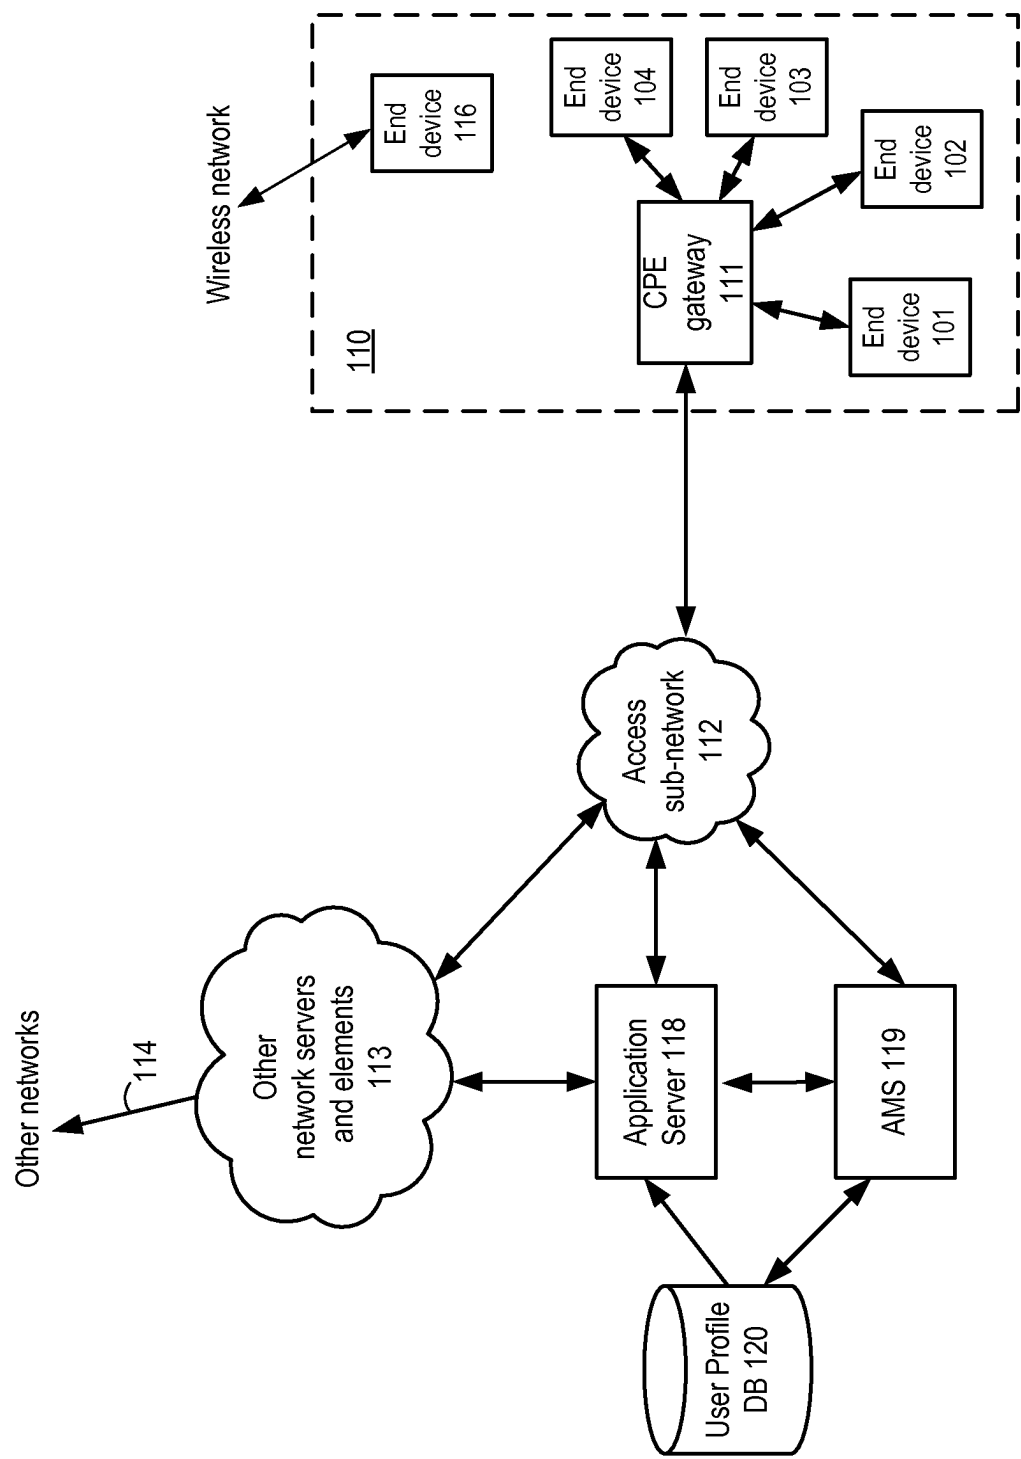 Other networks
114
Other
network servers
and elements
113
User Profile
DB 120
Application
Server 118
AMS 119
Access
sub-network
112
Wireless network
110
End
device
116
CPE
gateway
111
End
device
104
End
device
103
End
device
102
End
device
101